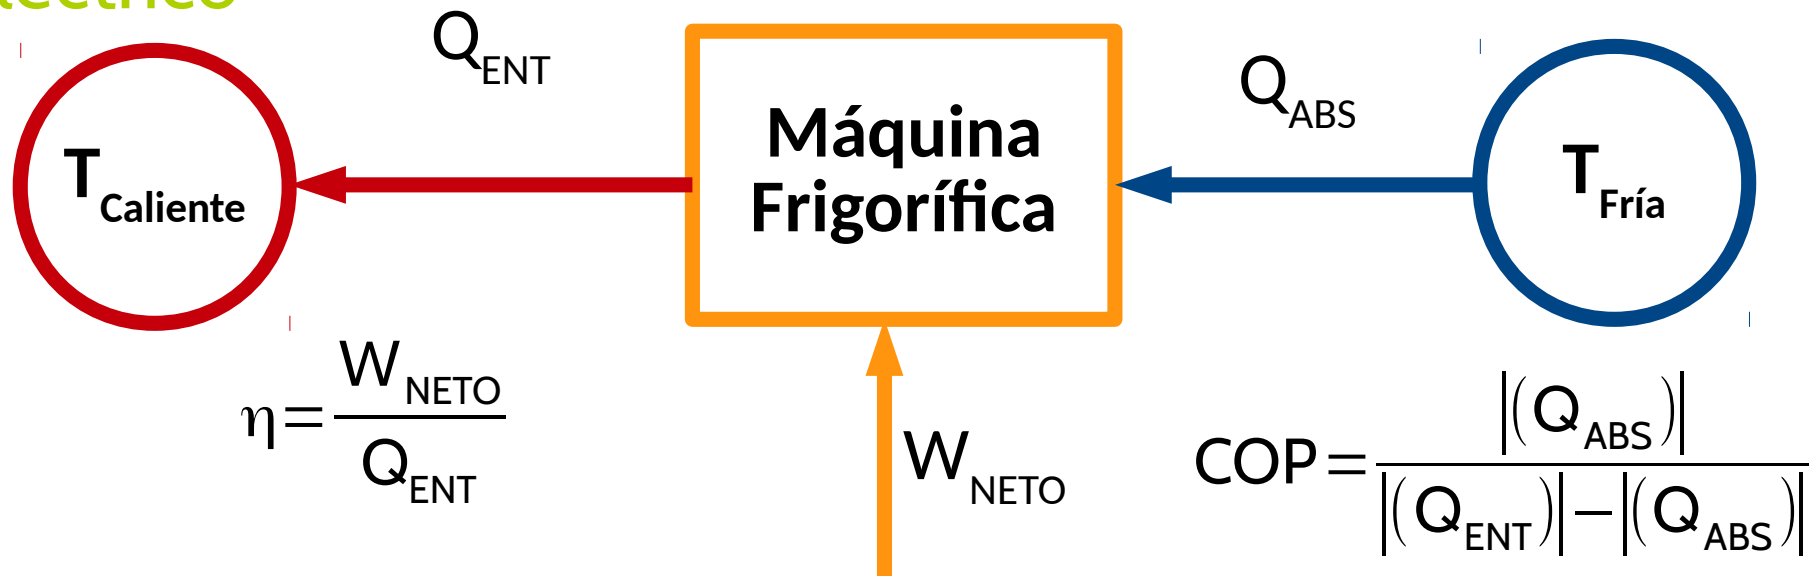 Q_ENT
Q_ABS
T_Caliente
Máquina
Frigorífica
T_Fría
η = W_NETO / Q_ENT
W_NETO
COP = |(Q_ABS)| / |(Q_ENT)| − |(Q_ABS)|